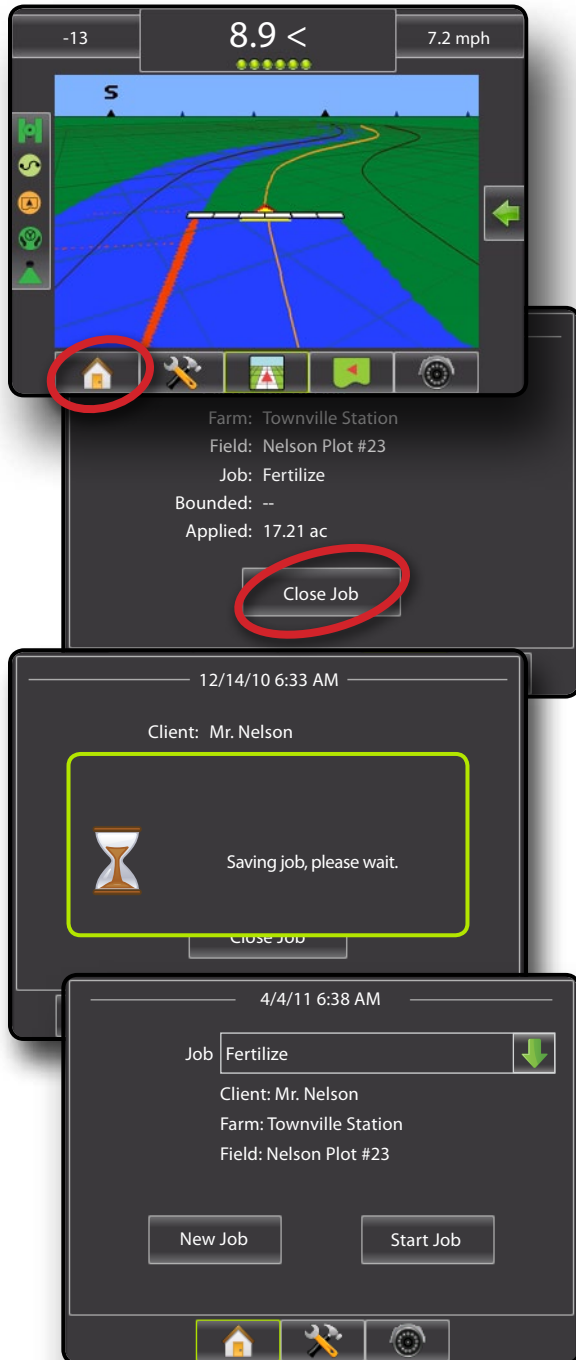 -13
8.9 <
7.2 mph
S
Farm: Townville Station
Field: Nelson Plot #23
Job: Fertilize
Bounded: --
Applied: 17.21 ac
Close Job
12/14/10 6:33 AM
Client: Mr. Nelson
Saving job, please wait.
Close Job
4/4/11 6:38 AM
Job Fertilize
Client: Mr. Nelson
Farm: Townville Station
Field: Nelson Plot #23
New Job
Start Job